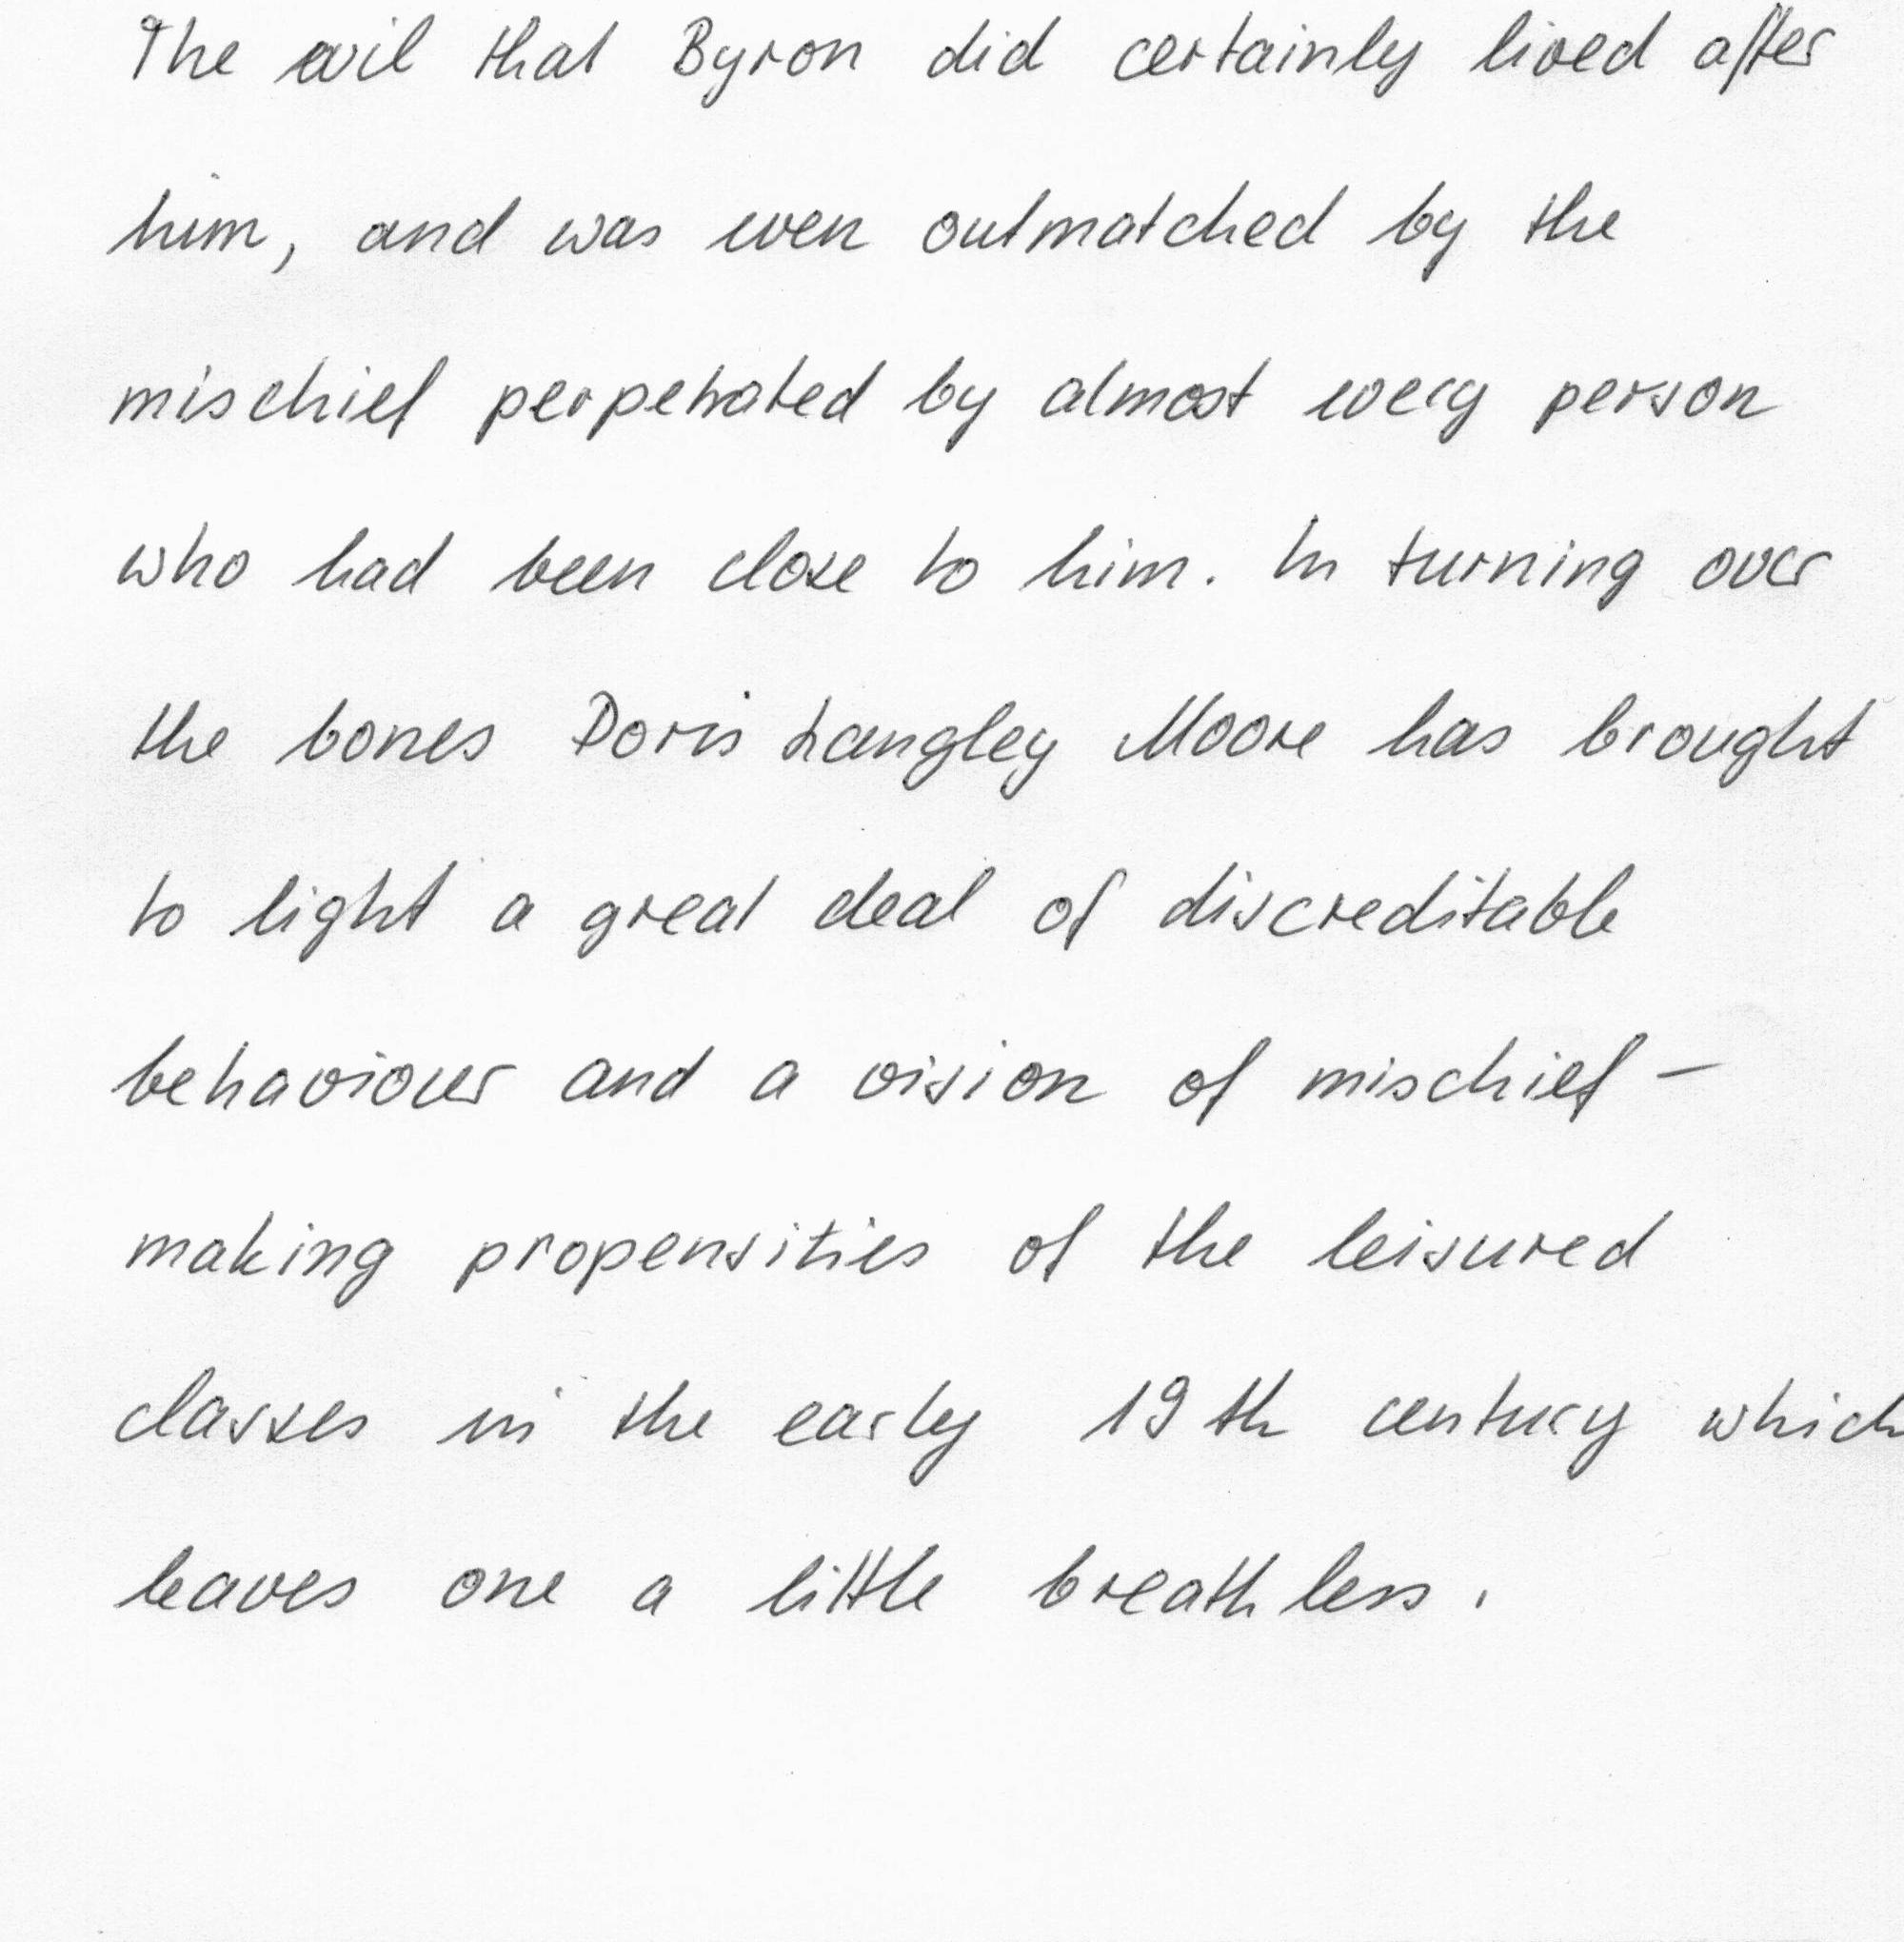 The evil that Byron did certainly lived after
him, and was even outmatched by the
mischief perpetrated by almost every person
who had been close to him. In turning over
the bones Doris Langley Moore has brought
to light a great deal of discreditable
behaviour and a vision of mischief -
making propensities of the leisured
classes in the early 19th century which
leaves one a little breathless.